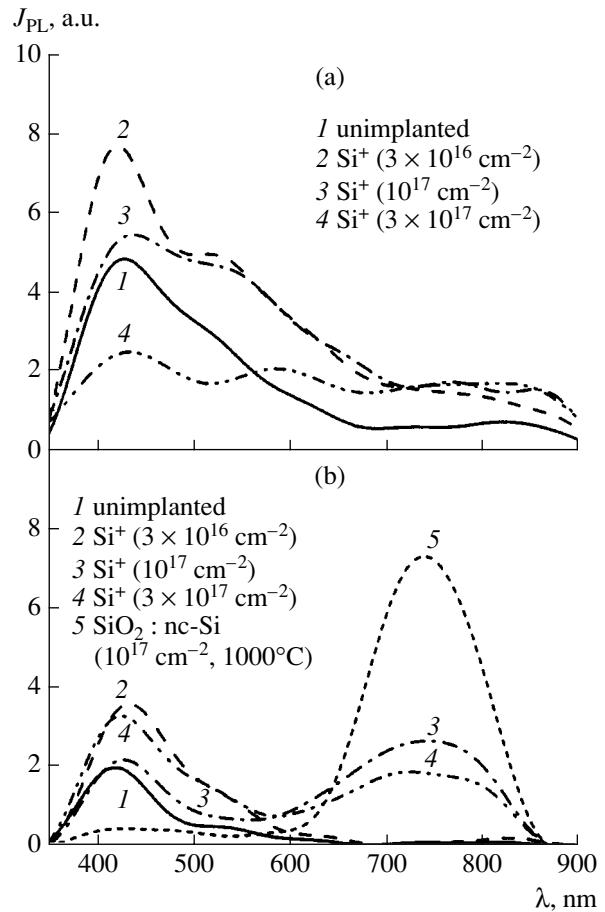 J_PL, a.u.
10
(a)
1 unimplanted
2 Si⁺ (3 × 10¹⁶ cm⁻²)
3 Si⁺ (10¹⁷ cm⁻²)
4 Si⁺ (3 × 10¹⁷ cm⁻²)
8
2
6
3
1
4
4
2
0
(b)
1 unimplanted
2 Si⁺ (3 × 10¹⁶ cm⁻²)
3 Si⁺ (10¹⁷ cm⁻²)
4 Si⁺ (3 × 10¹⁷ cm⁻²)
5 SiO₂ : nc-Si
(10¹⁷ cm⁻², 1000°C)
8
5
6
4
2
4
3
4
2
1
3
0
400 500 600 700 800 900
λ, nm